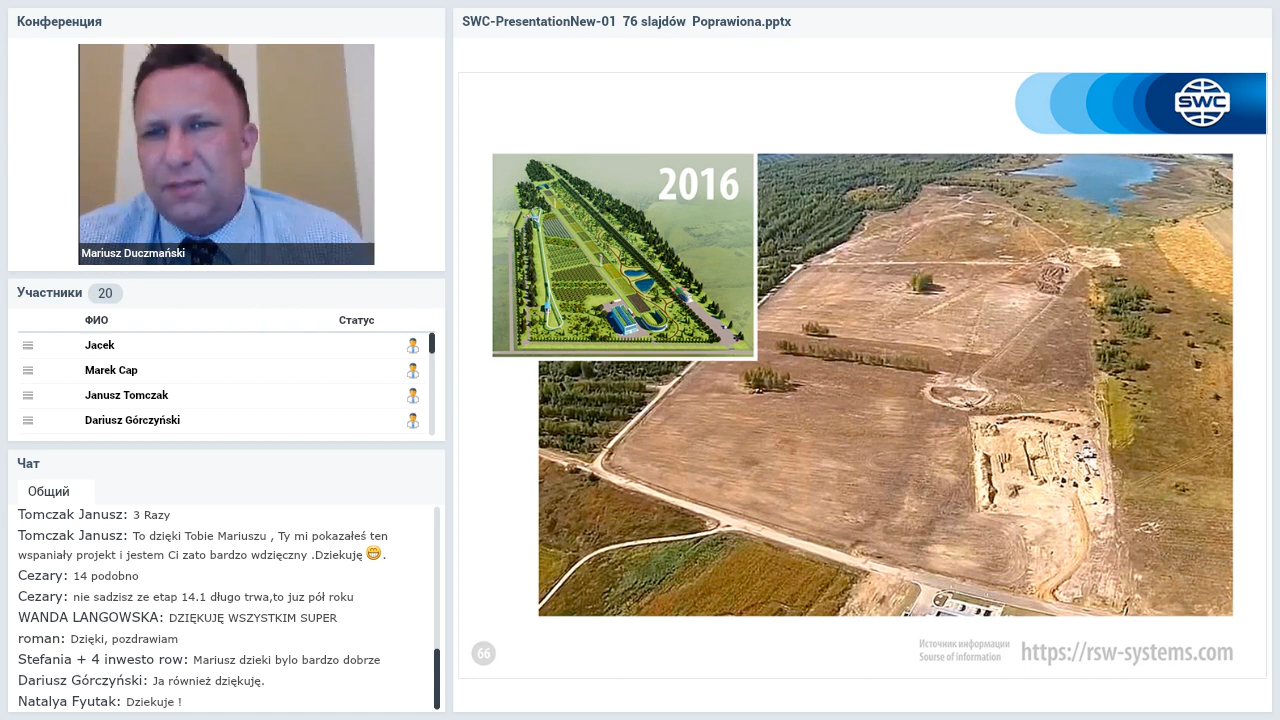 Конференция
Mariusz Duczmański
Участники 20
ФИО Статус
Jacek
Marek Cap
Janusz Tomczak
Dariusz Górczyński
Чат
Общий
Tomczak Janusz: 3 Razy
Tomczak Janusz: To dzięki Tobie Mariuszu , Ty mi pokazałeś ten
wspaniały projekt i jestem Ci zato bardzo wdzięczny .Dziekuję 😁.
Cezary: 14 podobno
Cezary: nie sadzisz ze etap 14.1 długo trwa,to juz pół roku
WANDA LANGOWSKA: DZIĘKUJĘ WSZYSTKIM SUPER
roman: Dzięki, pozdrawiam
Stefania + 4 inwesto row: Mariusz bardzo dobrze
Dariusz Górczyński: Ja również dziękuję.
Natalya Fyutak: Dziekuje !
SWC-PresentationNew-01 76 slajdów Poprawiona.pptx
SWC
2016
66
Источник информации
Sourse of information
https://rsw-systems.com